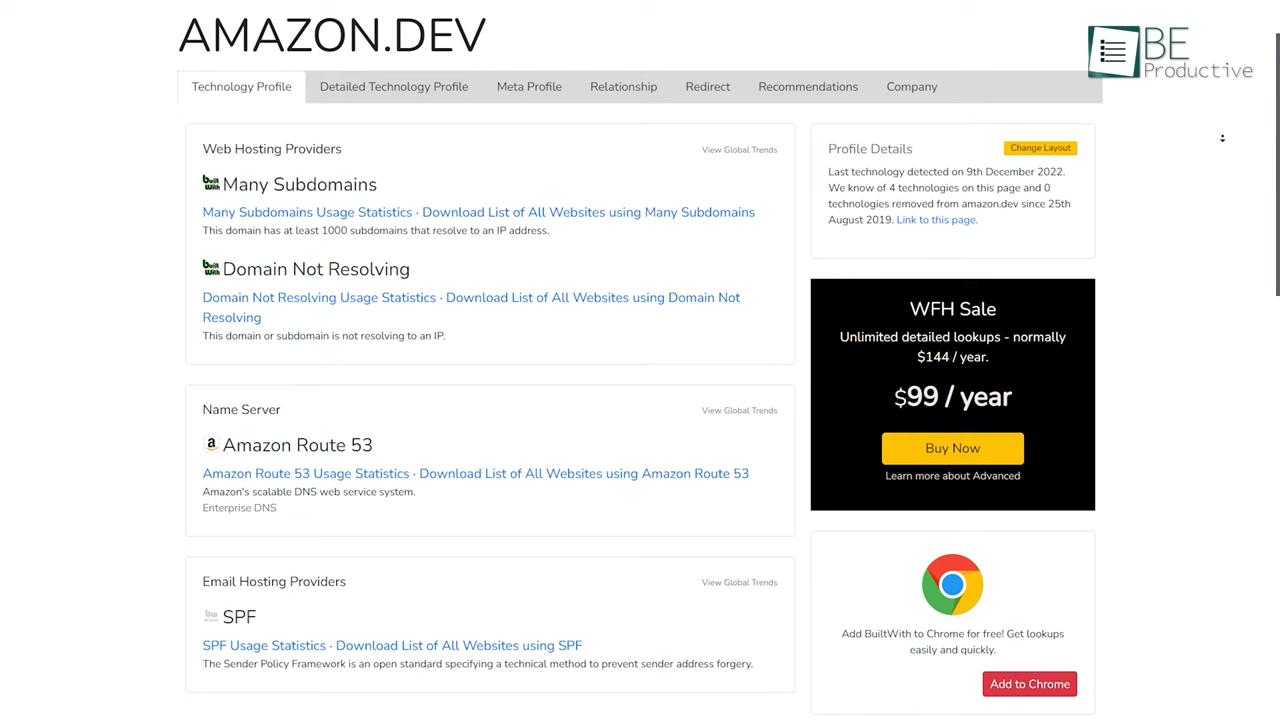 AMAZON.DEV
BE
Productive
Technology Profile
Detailed Technology Profile
Meta Profile
Relationship
Redirect
Recommendations
Company
Web Hosting Providers
View Global Trends
Many Subdomains
Many Subdomains Usage Statistics · Download List of All Websites using Many Subdomains
This domain has at least 1000 subdomains that resolve to an IP address.
Domain Not Resolving
Domain Not Resolving Usage Statistics · Download List of All Websites using Domain Not
Resolving
This domain or subdomain is not resolving to an IP.
Name Server
View Global Trends
a Amazon Route 53
Amazon Route 53 Usage Statistics · Download List of All Websites using Amazon Route 53
Amazon's scalable DNS web service system.
Enterprise DNS
Email Hosting Providers
View Global Trends
SPF
SPF Usage Statistics · Download List of All Websites using SPF
The Sender Policy Framework is an open standard specifying a technical method to prevent sender address forgery.
Profile Details
Change Layout
Last technology detected on 9th December 2022.
We know of 4 technologies on this page and 0
technologies removed from amazon.dev since 25th
August 2019. Link to this page.
WFH Sale
Unlimited detailed lookups - normally
$144 / year.
$99 / year
Buy Now
Learn more about Advanced
Add BuiltWith to Chrome for free! Get lookups
easily and quickly.
Add to Chrome